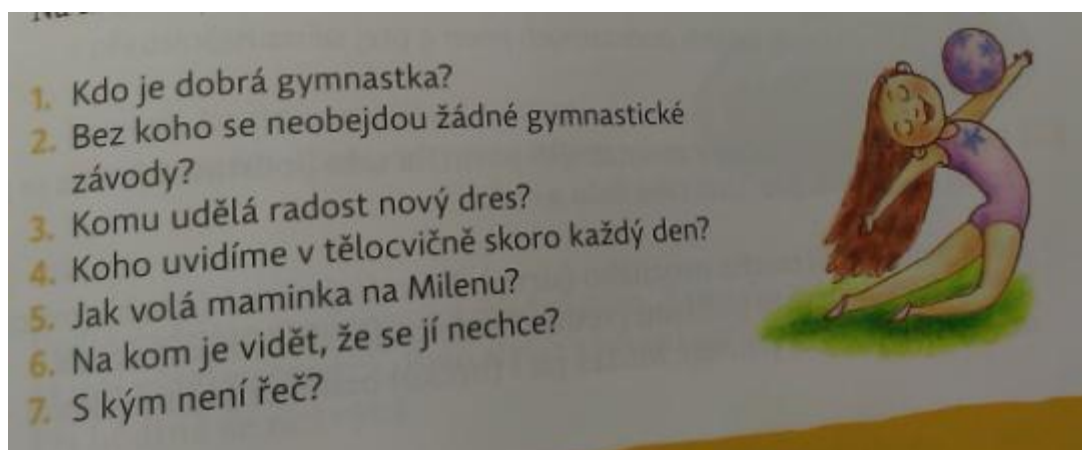 1. Kdo je dobrá gymnastka?
2. Bez koho se neobejdou žádné gymnastické
závody?
3. Komu udělá radost nový dres?
4. Koho uvidíme v tělocvičně skoro každý den?
5. Jak volá maminka na Milenu?
6. Na kom je vidět, že se jí nechce?
7. S kým není řeč?